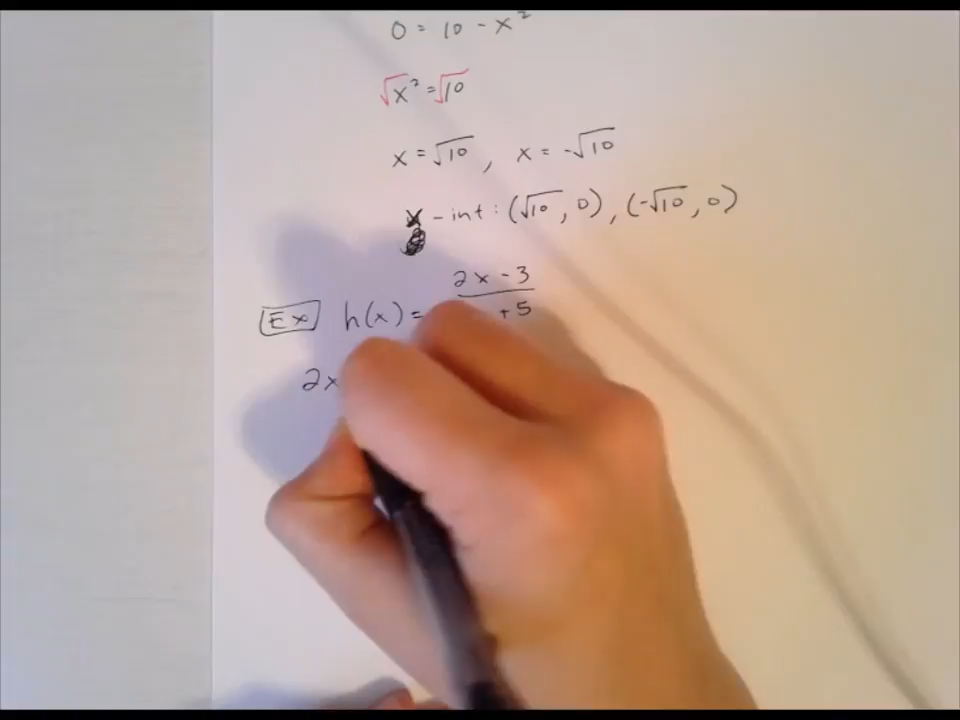 0 = 10 - x²
√x² = √10
x = √10 , x = -√10
x - int : (√10 , 0) , (-√10 , 0)
Ex h(x) = 2x - 3
+ 5
2x